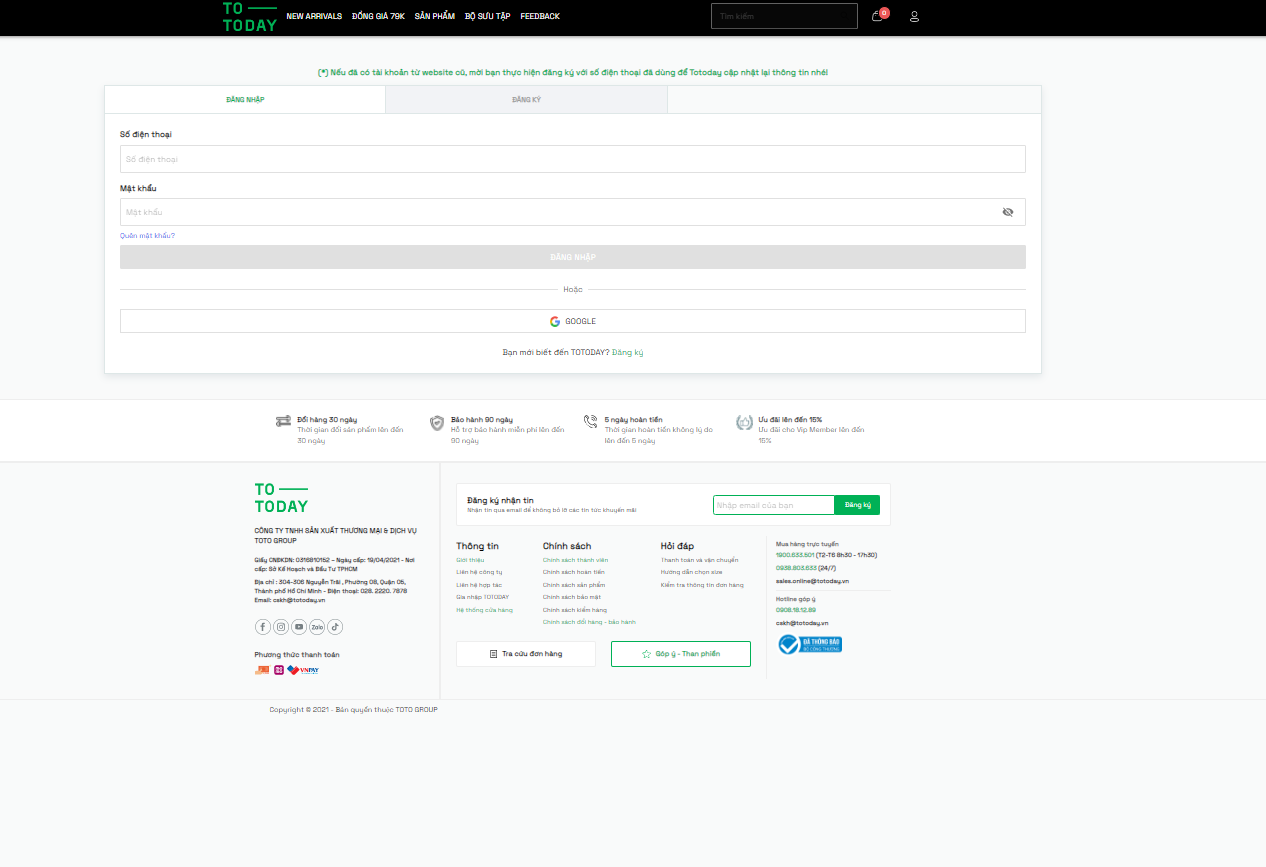 TO
TODAY
NEW ARRIVALS ĐỒNG GIÁ 79K SẢN PHẨM BỘ SƯU TẬP FEEDBACK
Tìm kiếm
0
(*) Nếu đã có tài khoản từ website cũ, mời bạn thực hiện đăng ký với số điện thoại đã dùng để Totoday cập nhật lại thông tin nhé!
ĐĂNG NHẬP
ĐĂNG KÝ
Số điện thoại
Số điện thoại
Mật khẩu
Mật khẩu
Quên mật khẩu?
ĐĂNG NHẬP
Hoặc
GOOGLE
Bạn mới biết đến TOTODAY? Đăng ký
Đổi hàng 30 ngày
Thời gian đổi sản phẩm lên đến
30 ngày
Bảo hành 90 ngày
Hỗ trợ bảo hành miễn phí lên đến
90 ngày
5 ngày hoàn tiền
Thời gian hoàn tiền không lý do
lên đến 5 ngày
Ưu đãi lên đến 15%
Ưu đãi cho Vip Member lên đến
15%
TO
TODAY
CÔNG TY TNHH SẢN XUẤT THƯƠNG MẠI & DỊCH VỤ
TOTO GROUP
Giấy CNĐKDN: 0316810152 – Ngày cấp: 19/04/2021 - Nơi
cấp: Sở Kế Hoạch và Đầu Tư TPHCM
Địa chỉ : 304-306 Nguyễn Trãi , Phường 08, Quận 05,
Thành phố Hồ Chí Minh - Điện thoại: 028. 2220. 7878
Email: cskh@totoday.vn
Zalo
Phương thức thanh toán
VNPAY
Đăng ký nhận tin
Nhận tin qua email để không bỏ lỡ các tin tức khuyến mãi
Nhập email của bạn
Đăng ký
Thông tin
Giới thiệu
Liên hệ công ty
Liên hệ hợp tác
Gia nhập TOTODAY
Hệ thống cửa hàng
Chính sách
Chính sách thành viên
Chính sách hoàn tiền
Chính sách sản phẩm
Chính sách bảo mật
Chính sách kiểm hàng
Chính sách đổi hàng - bảo hành
Hỏi đáp
Thanh toán và vận chuyển
Hướng dẫn chọn size
Kiểm tra thông tin đơn hàng
Tra cứu đơn hàng
Góp ý - Than phiền
Mua hàng trực tuyến
1900.633.501 (T2-T6 8h30 - 17h30)
0938.803.633 (24/7)
sales.online@totoday.vn
Hotline góp ý
0908.18.12.89
cskh@totoday.vn
ĐÃ THÔNG BÁO
BỘ CÔNG THƯƠNG
Copyright © 2021 - Bản quyền thuộc TOTO GROUP